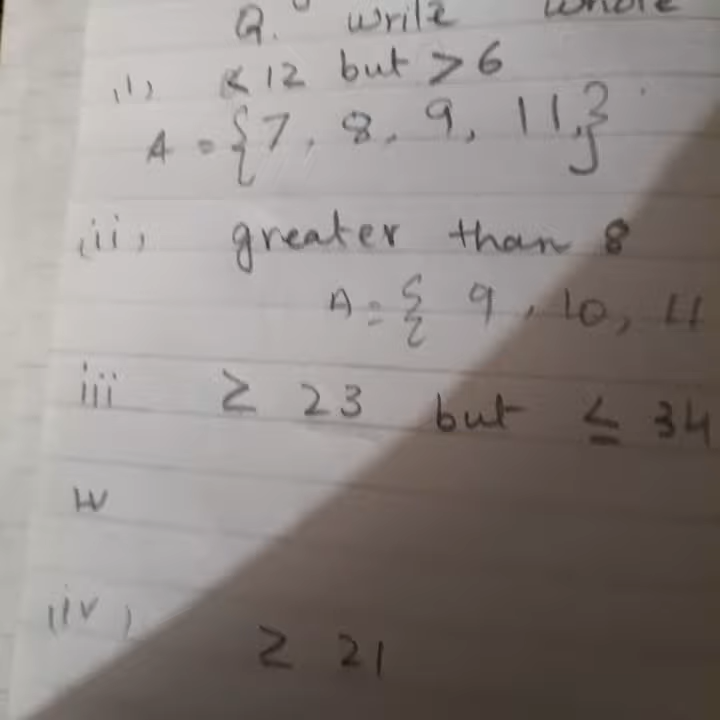 Q. write whole
(i) < 12 but > 6
A = {7, 8, 9, 11,}
(ii) greater than 8
A = { 9, 10, 11
iii ≥ 23 but ≤ 34
(iv)
≥ 21